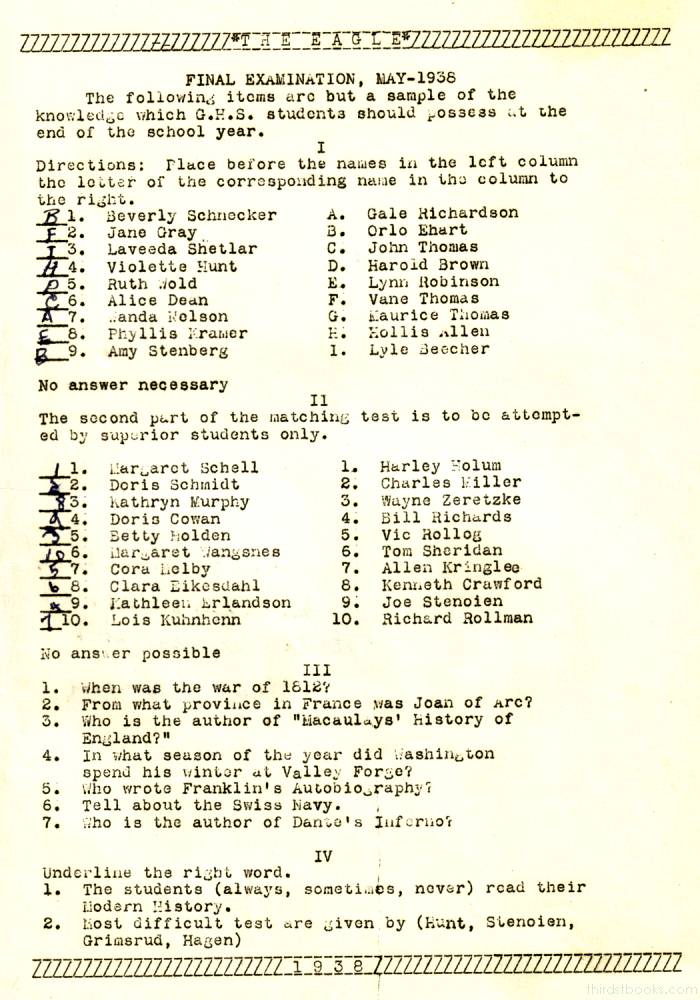 ZZZZZZZZZZZZZZZZZZZZ*T H E E A G L E*ZZZZZZZZZZZZZZZZZZZZZZZZ
FINAL EXAMINATION, MAY-1938
The following items are but a sample of the
knowledge which G.H.S. students should possess at the
end of the school year.
I
Directions: Place before the names in the left column
the letter of the corresponding name in the column to
the right.
B 1. Beverly Schnecker A. Gale Richardson
F 2. Jane Gray B. Orlo Ehart
I 3. Laveeda Shetlar C. John Thomas
H 4. Violette Hunt D. Harold Brown
D 5. Ruth Wold E. Lynn Robinson
C 6. Alice Dean F. Vane Thomas
A 7. Wanda Nelson G. Maurice Thomas
E 8. Phyllis Kramer H. Hollis Allen
B 9. Amy Stenberg I. Lyle Beecher
No answer necessary
II
The second part of the matching test is to be attempt-
ed by superior students only.
1 1. Margaret Schell 1. Harley Holum
2. Doris Schmidt 2. Charles Miller
8 3. Kathryn Murphy 3. Wayne Zeretzke
4. Doris Cowan 4. Bill Richards
5. Betty Holden 5. Vic Rollog
10 6. Margaret Wangsnes 6. Tom Sheridan
5 7. Cora Melby 7. Allen Kringlee
6 8. Clara Eikesdahl 8. Kenneth Crawford
9. Kathleen Erlandson 9. Joe Stenoien
10. Lois Kuhnhenn 10. Richard Rollman
No answer possible
III
1. When was the war of 1812?
2. From what province in France was Joan of Arc?
3. Who is the author of "Macaulays' History of
England?"
4. In what season of the year did Washington
spend his winter at Valley Forge?
5. Who wrote Franklin's Autobiography?
6. Tell about the Swiss Navy.
7. Who is the author of Dante's Inferno?
IV
Underline the right word.
1. The students (always, sometimes, never) read their
Modern History.
2. Most difficult test are given by (Hunt, Stenoien,
Grimsrud, Hagen)
ZZZZZZZZZZZZZZZZZZZZZZZZ 1 9 3 8 ZZZZZZZZZZZZZZZZZZZZZZZZZZZZ
thirdstbooks.com